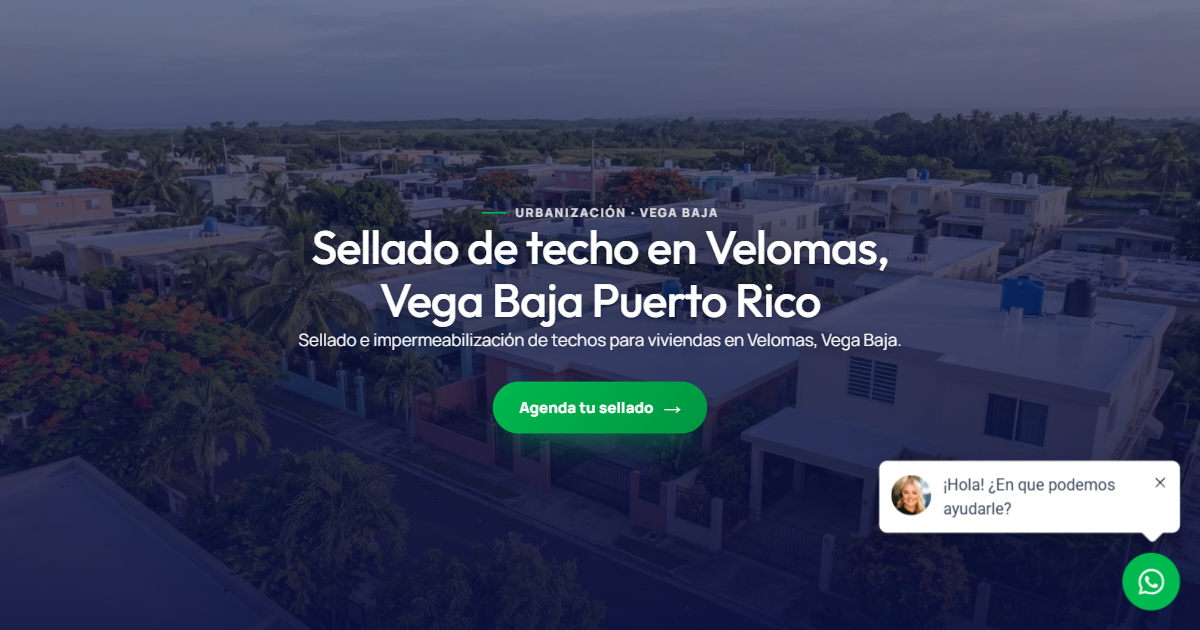 URBANIZACIÓN · VEGA BAJA
Sellado de techo en Velomas,
Vega Baja Puerto Rico
Sellado e impermeabilización de techos para viviendas en Velomas, Vega Baja.
Agenda tu sellado →
¡Hola! ¿En que podemos
ayudarle?